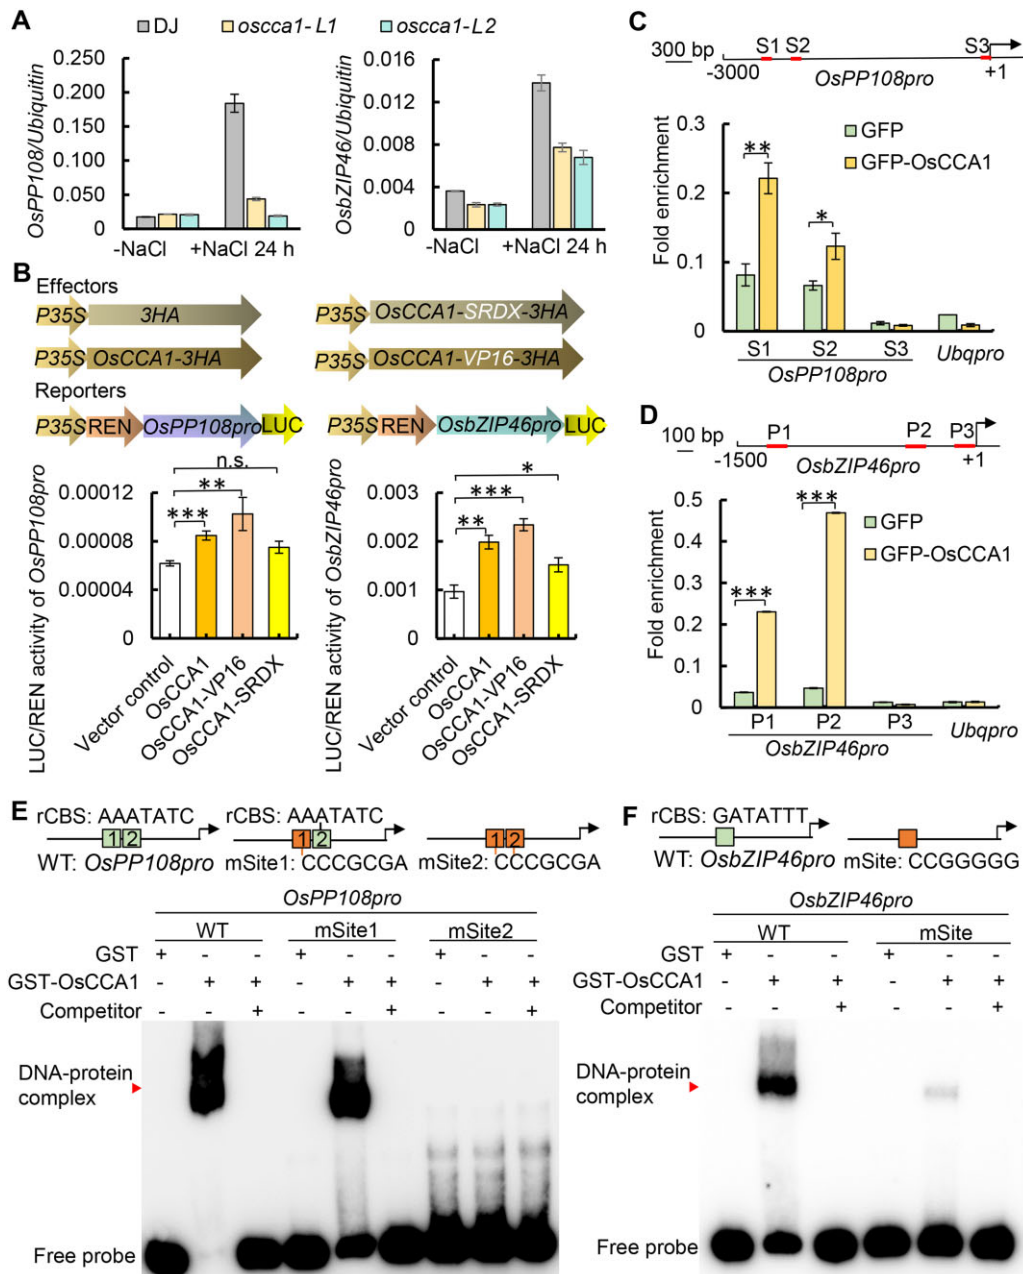 A
DJ oscca1-L1 oscca1-L2
OsPP108/Ubiquitin
0.250
0.200
0.150
0.100
0.050
0
-NaCl +NaCl 24 h
OsbZIP46/Ubiquitin
0.016
0.012
0.008
0.004
0
-NaCl +NaCl 24 h
B
Effectors
P35S 3HA
P35S OsCCA1-SRDX-3HA
P35S OsCCA1-3HA
P35S OsCCA1-VP16-3HA
Reporters
P35S REN OsPP108pro LUC
P35S REN OsbZIP46pro LUC
LUC/REN activity of OsPP108pro
n.s.
**
***
0.00012
0.00008
0.00004
0
Vector control
OsCCA1
OsCCA1-VP16
OsCCA1-SRDX
LUC/REN activity of OsbZIP46pro
*
***
**
0.003
0.002
0.001
0
Vector control
OsCCA1
OsCCA1-VP16
OsCCA1-SRDX
C
300 bp
S1 S2 S3
-3000 OsPP108pro +1
Fold enrichment
0.3
0.2
0.1
0
GFP
GFP-OsCCA1
**
*
S1 S2 S3 Ubqpro
OsPP108pro
D
100 bp
P1 P2 P3
-1500 OsbZIP46pro +1
Fold enrichment
0.5
0.4
0.3
0.2
0.1
0
GFP
GFP-OsCCA1
***
***
P1 P2 P3 Ubqpro
OsbZIP46pro
E
rCBS: AAATATC
1 2
WT: OsPP108pro
rCBS: AAATATC
1 2
mSite1: CCCGCGA
1 2
mSite2: CCCGCGA
OsPP108pro
WT mSite1 mSite2
GST + - - + - - + - -
GST-OsCCA1 - + + - + + - + +
Competitor - - + - - + - - +
DNA-protein
complex
Free probe
F
rCBS: GATATTT
WT: OsbZIP46pro
mSite: CCGGGGG
OsbZIP46pro
WT mSite
GST + - - + - -
GST-OsCCA1 - + + - + +
Competitor - - + - - +
DNA-protein
complex
Free probe